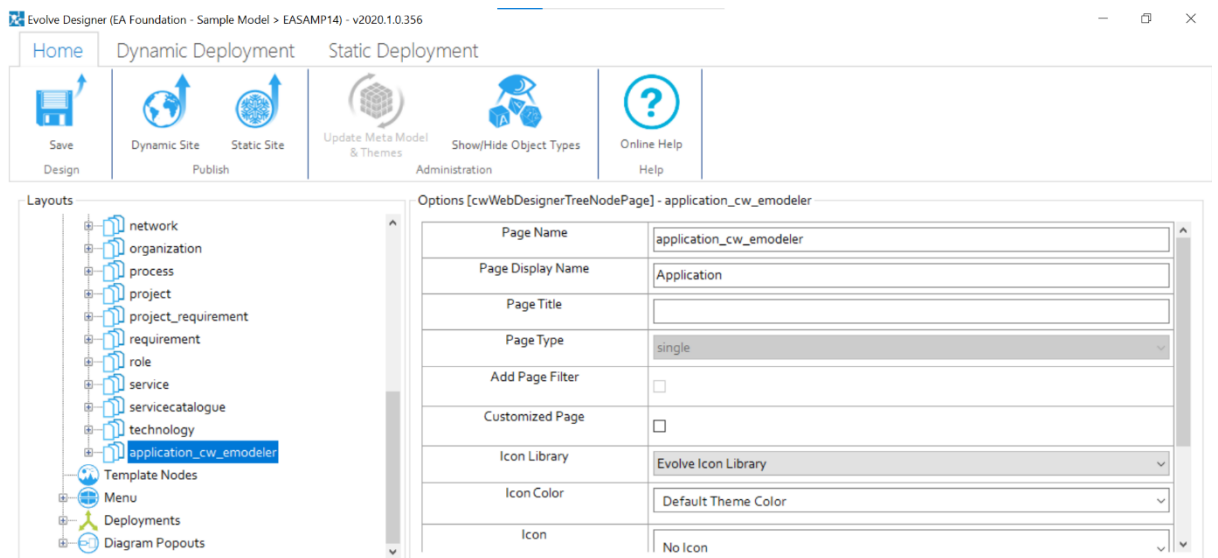 Evolve Designer (EA Foundation - Sample Model > EASAMP14) - v2020.1.0.356
Home Dynamic Deployment Static Deployment
Save Dynamic Site Static Site Update Meta Model & Themes Show/Hide Object Types Online Help
Design Publish Administration Help
Layouts
network
organization
process
project
project_requirement
requirement
role
service
servicecatalogue
technology
application_cw_emodeler
Template Nodes
Menu
Deployments
Diagram Popouts
Options [cwWebDesignerTreeNodePage] - application_cw_emodeler
Page Name application_cw_emodeler
Page Display Name Application
Page Title
Page Type single
Add Page Filter
Customized Page
Icon Library Evolve Icon Library
Icon Color Default Theme Color
Icon No Icon